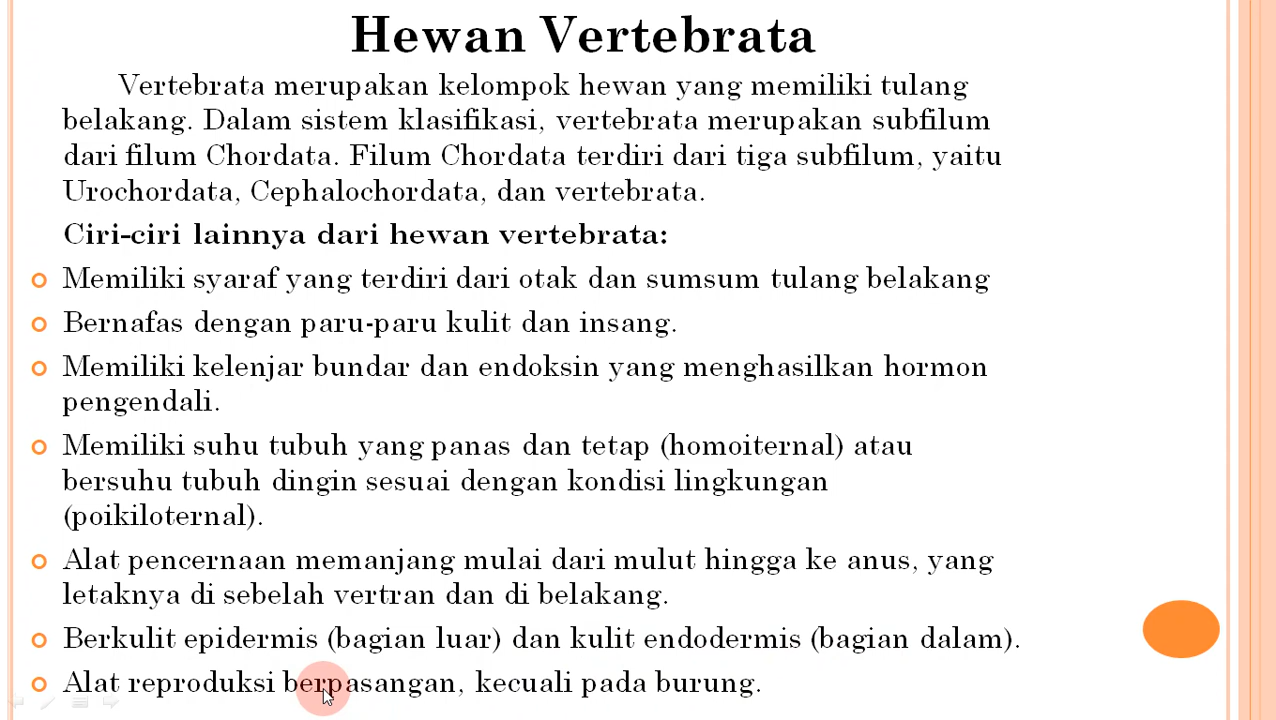 Hewan Vertebrata
Vertebrata merupakan kelompok hewan yang memiliki tulang
belakang. Dalam sistem klasifikasi, vertebrata merupakan subfilum
dari filum Chordata. Filum Chordata terdiri dari tiga subfilum, yaitu
Urochordata, Cephalochordata, dan vertebrata.
Ciri-ciri lainnya dari hewan vertebrata:
Memiliki syaraf yang terdiri dari otak dan sumsum tulang belakang
Bernafas dengan paru-paru kulit dan insang.
Memiliki kelenjar bundar dan endoksin yang menghasilkan hormon
pengendali.
Memiliki suhu tubuh yang panas dan tetap (homoiternal) atau
bersuhu tubuh dingin sesuai dengan kondisi lingkungan
(poikiloternal).
Alat pencernaan memanjang mulai dari mulut hingga ke anus, yang
letaknya di sebelah vertran dan di belakang.
Berkulit epidermis (bagian luar) dan kulit endodermis (bagian dalam).
Alat reproduksi berpasangan, kecuali pada burung.